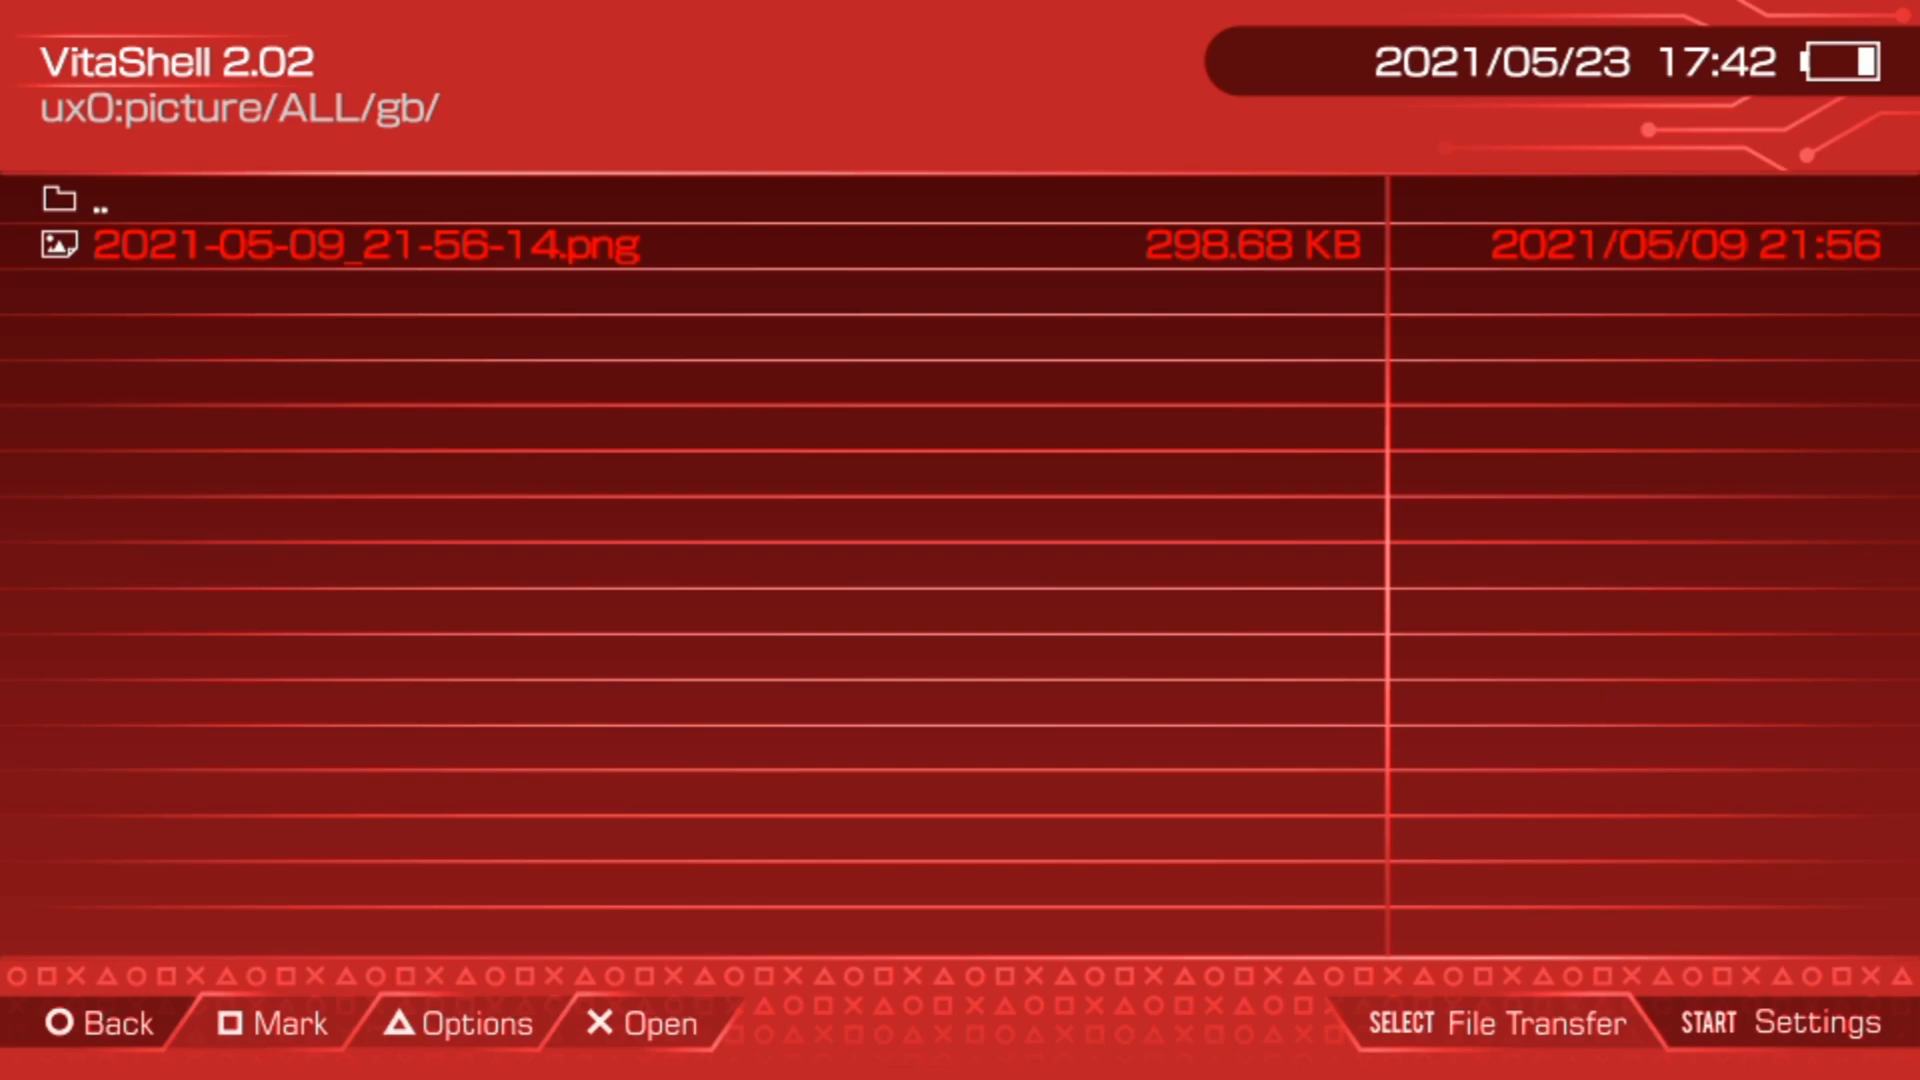 VitaShell 2.02
2021/05/23 17:42
ux0:picture/ALL/gb/
..
2021-05-09_21-56-14.png 298.68 KB 2021/05/09 21:56
Back Mark Options Open SELECT File Transfer START Settings